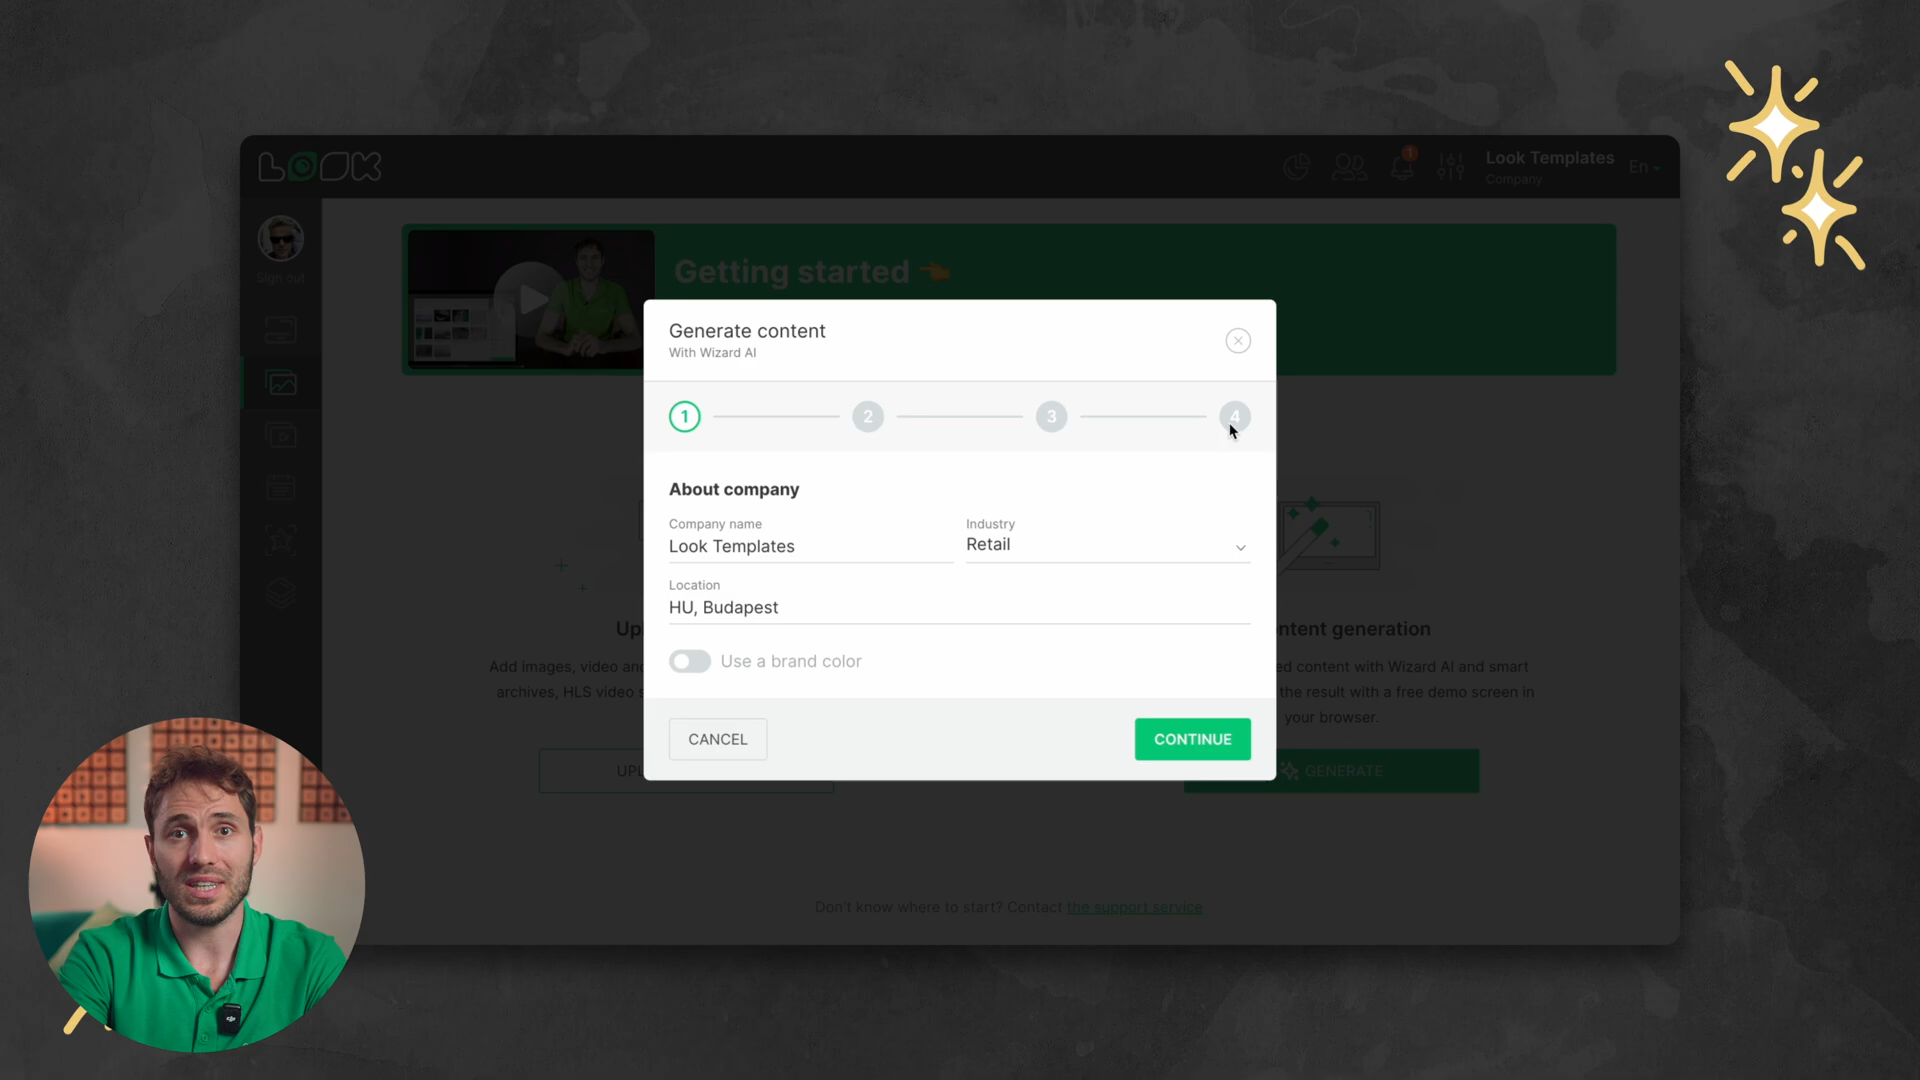 LOOK
1
Look Templates
Company
En
Sign out
Getting started
Generate content
With Wizard AI
1
2
3
4
About company
Company name
Look Templates
Industry
Retail
Location
HU, Budapest
Use a brand color
CANCEL
CONTINUE
Up
Add images, video and
archives, HLS video s
UPL
ntent generation
ed content with Wizard AI and smart
the result with a free demo screen in
your browser.
GENERATE
Don't know where to start? Contact the support service